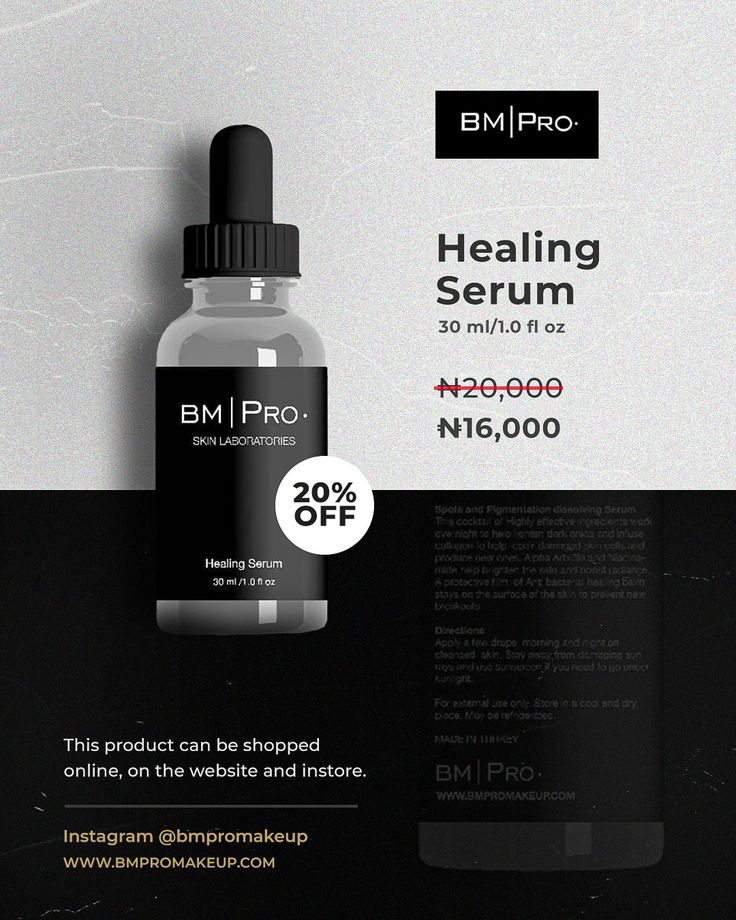 BM|PRO·
Healing
Serum
30 ml/1.0 fl oz
₦20,000
₦16,000
BM|PRO·
SKIN LABORATORIES
20%
OFF
Healing Serum
30 ml /1.0 fl oz
Spots and Pigmentation dissolving Serum
This cocktail of Highly effective ingredients work
overnight to help lighten dark areas and infuse
collagen to help repair damaged skin cells and
produce new ones. Alpha Arbutin and Niacina-
mide help brighten the skin and boost radiance.
A protective film of Anti bacterial healing Balm
stays on the surface of the skin to prevent new
breakouts
Directions
Apply a few drops morning and night on
cleansed skin. Stay away from damaging sun
rays and use sunscreen if you need to go under
sunlight.
For external use only. Store in a cool and dry
place. May be refrigerated.
MADE IN TURKEY
BM|PRO·
WWW.BMPROMAKEUP.COM
This product can be shopped
online, on the website and instore.
Instagram @bmpromakeup
WWW.BMPROMAKEUP.COM